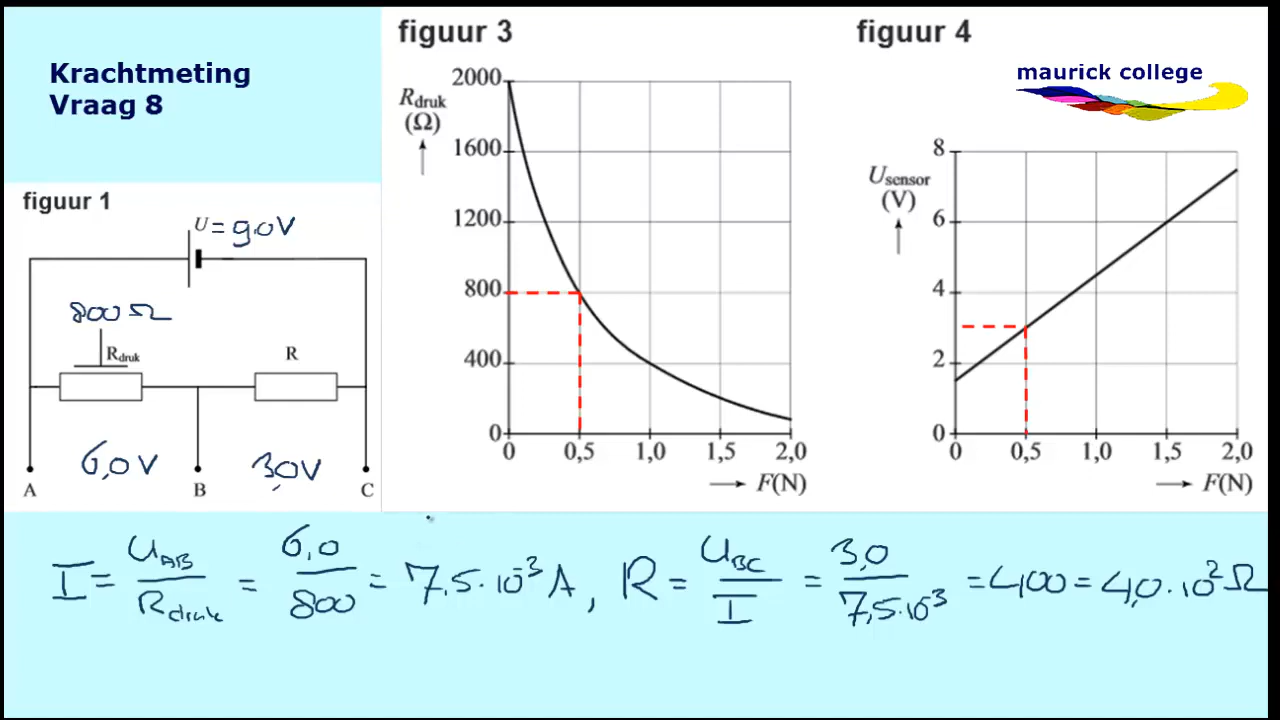 Krachtmeting
Vraag 8
figuur 1
U = 9,0V
800 Ω
Rdruk
R
6,0V
3,0V
A
B
C
figuur 3
Rdruk
(Ω)
2000
1600
1200
800
400
0
0
0,5
1,0
1,5
2,0
F(N)
figuur 4
maurick college
Usensor
(V)
8
6
4
2
0
0
0,5
1,0
1,5
2,0
F(N)
I = UAB / Rdruk = 6,0 / 800 = 7,5·10⁻³ A, R = UBC / I = 3,0 / 7,5·10⁻³ = 400 = 4,0·10² Ω